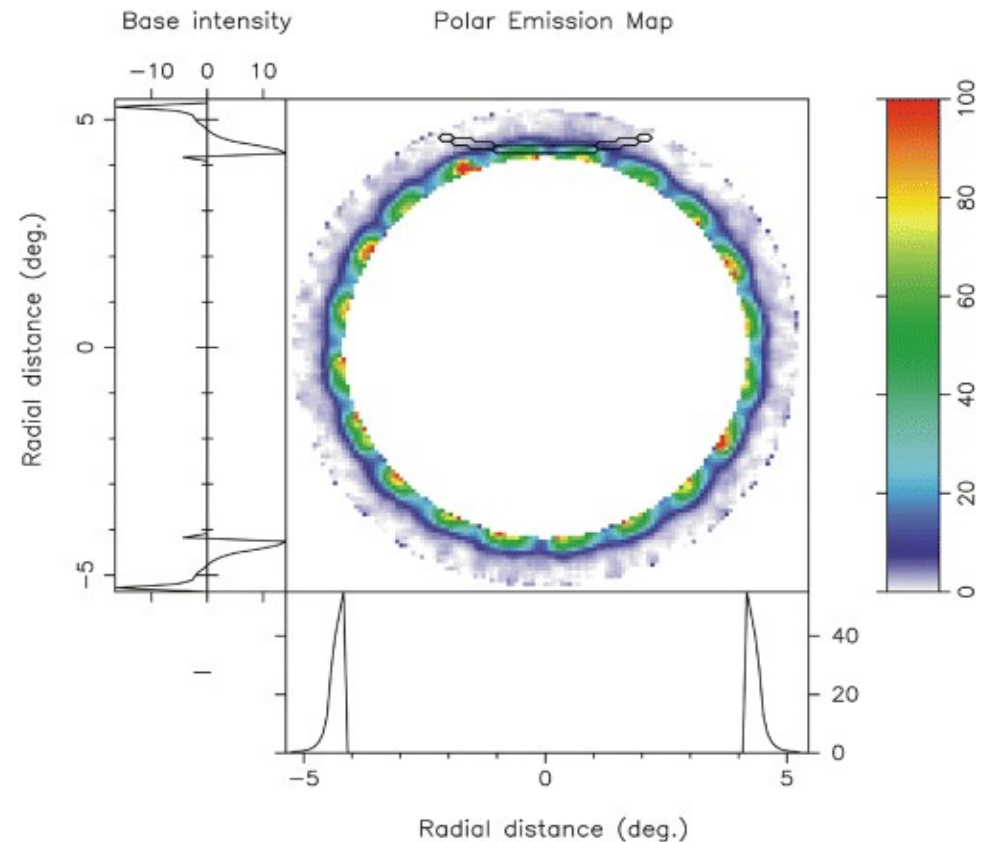 Base intensity
Polar Emission Map
−10 0 10
5
0
−5
Radial distance (deg.)
100
80
60
40
20
0
40
20
0
−5 0 5
Radial distance (deg.)